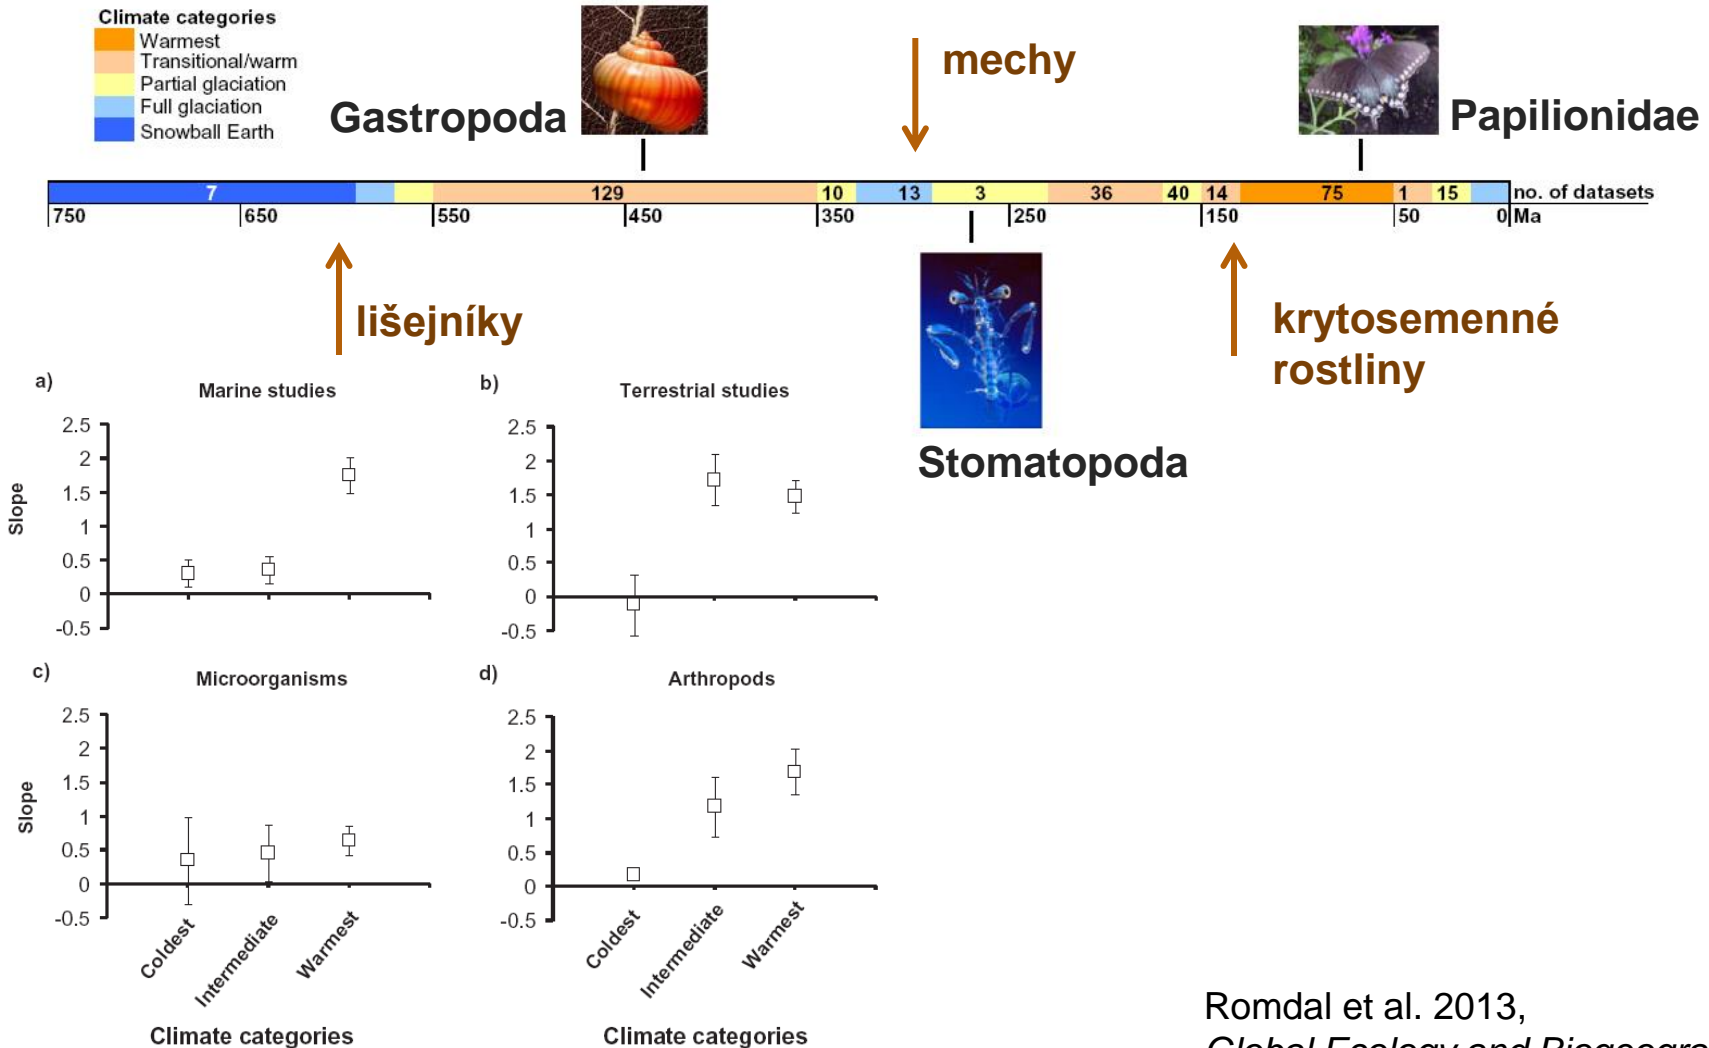 Climate categories
Warmest
Transitional/warm
Partial glaciation
Full glaciation
Snowball Earth
Gastropoda
mechy
Papilionidae
7 129 10 13 3 36 40 14 75 1 15 no. of datasets
750 650 550 450 350 250 150 50 0 Ma
lišejníky
krytosemenné
rostliny
Stomatopoda
a)
Marine studies
2.5
2
1.5
1
0.5
0
-0.5
Slope
b)
Terrestrial studies
2.5
2
1.5
1
0.5
0
-0.5
c)
Microorganisms
2.5
2
1.5
1
0.5
0
-0.5
Slope
Coldest
Intermediate
Warmest
Climate categories
d)
Arthropods
2.5
2
1.5
1
0.5
0
-0.5
Coldest
Intermediate
Warmest
Climate categories
Romdal et al. 2013,
Global Ecology and